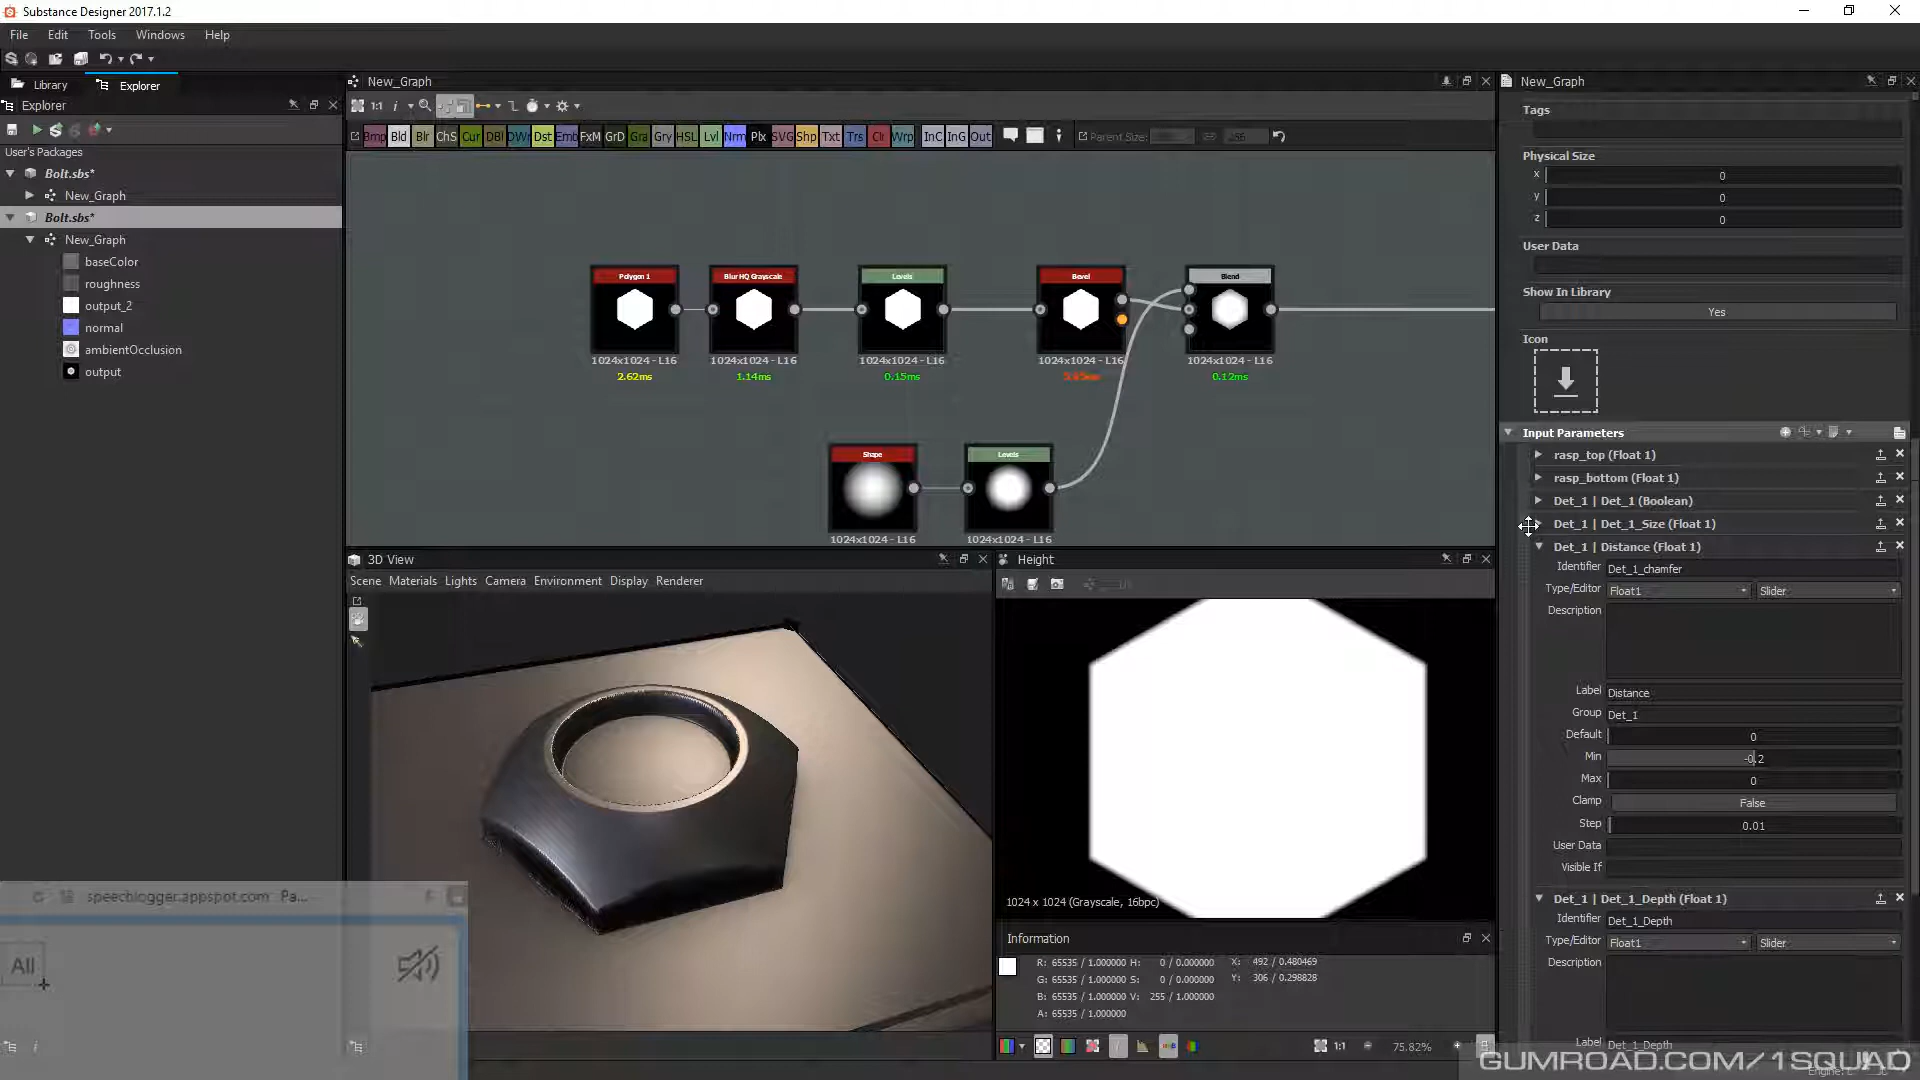 Substance Designer 2017.1.2
File Edit Tools Windows Help
Library Explorer
Explorer
User's Packages
Bolt.sbs*
New_Graph
Bolt.sbs*
New_Graph
baseColor
roughness
output_2
normal
ambientOcclusion
output
New_Graph
1:1
Bmp Bld Blr ChS Cur DBl DWr Dst Emb FxM GrD Gra Gry HSL Lvl Nrm Plx SVG Shp Txt Trs Clr Wrp InC InG Out
Parent Size:
Polygon 1
1024x1024 - L16
2.62ms
Blur HQ Grayscale
1024x1024 - L16
1.14ms
Levels
1024x1024 - L16
0.15ms
Bevel
1024x1024 - L16
Blend
1024x1024 - L16
0.12ms
Shape
1024x1024 - L16
Levels
1024x1024 - L16
3D View
Scene Materials Lights Camera Environment Display Renderer
Height
1024 x 1024 (Grayscale, 16bpc)
Information
R: 65535 / 1.000000 H: 0 / 0.000000 X: 492 / 0.480469
G: 65535 / 1.000000 S: 0 / 0.000000 Y: 306 / 0.298828
B: 65535 / 1.000000 V: 255 / 1.000000
A: 65535 / 1.000000
1:1 75.82%
New_Graph
Tags
Physical Size
x 0
y 0
z 0
User Data
Show In Library
Yes
Icon
Input Parameters
rasp_top (Float 1)
rasp_bottom (Float 1)
Det_1 | Det_1 (Boolean)
Det_1 | Det_1_Size (Float 1)
Det_1 | Distance (Float 1)
Identifier Det_1_chamfer
Type/Editor Float1 Slider
Description
Label Distance
Group Det_1
Default 0
Min -0.2
Max 0
Clamp False
Step 0.01
User Data
Visible If
Det_1 | Det_1_Depth (Float 1)
Identifier Det_1_Depth
Type/Editor Float1 Slider
Description
Label Det_1_Depth
speechlogger.appspot.com
All
GUMROAD.COM/1SQUAD